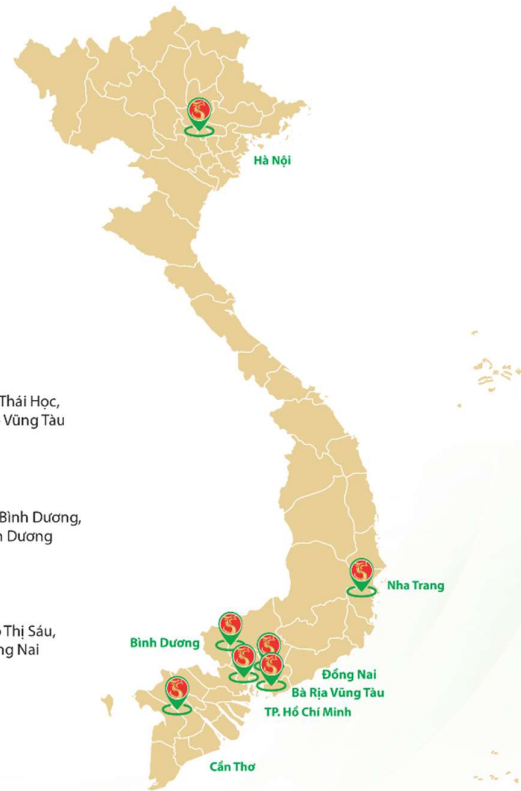 Hà Nội
Thái Học,
Vũng Tàu
Bình Dương,
Dương
Thị Sáu,
Nai
Nha Trang
Bình Dương
Đồng Nai
Bà Rịa Vũng Tàu
TP. Hồ Chí Minh
Cần Thơ